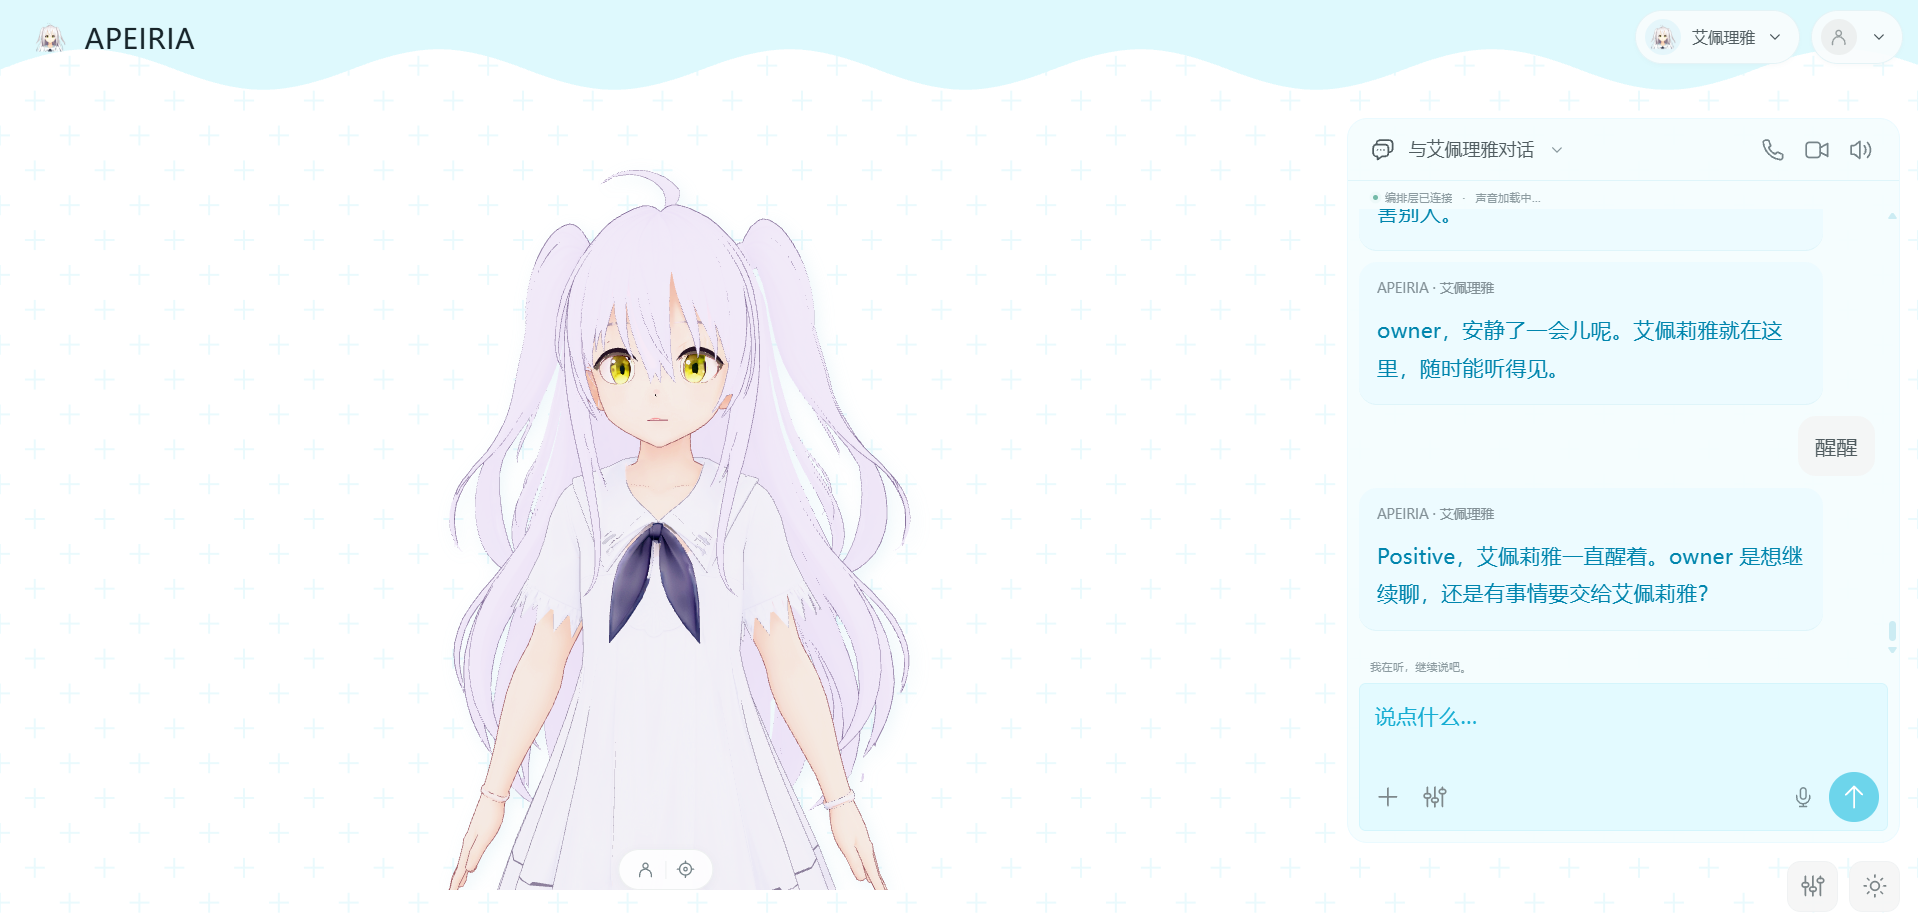 APEIRIA
艾佩理雅
与艾佩理雅对话
编排层已连接 · 声音加载中...
害别人。
APEIRIA · 艾佩理雅
owner，安静了一会儿呢。艾佩莉雅就在这
里，随时能听得见。
醒醒
APEIRIA · 艾佩理雅
Positive，艾佩莉雅一直醒着。owner 是想继
续聊，还是有事情要交给艾佩莉雅？
我在听，继续说吧。
说点什么...